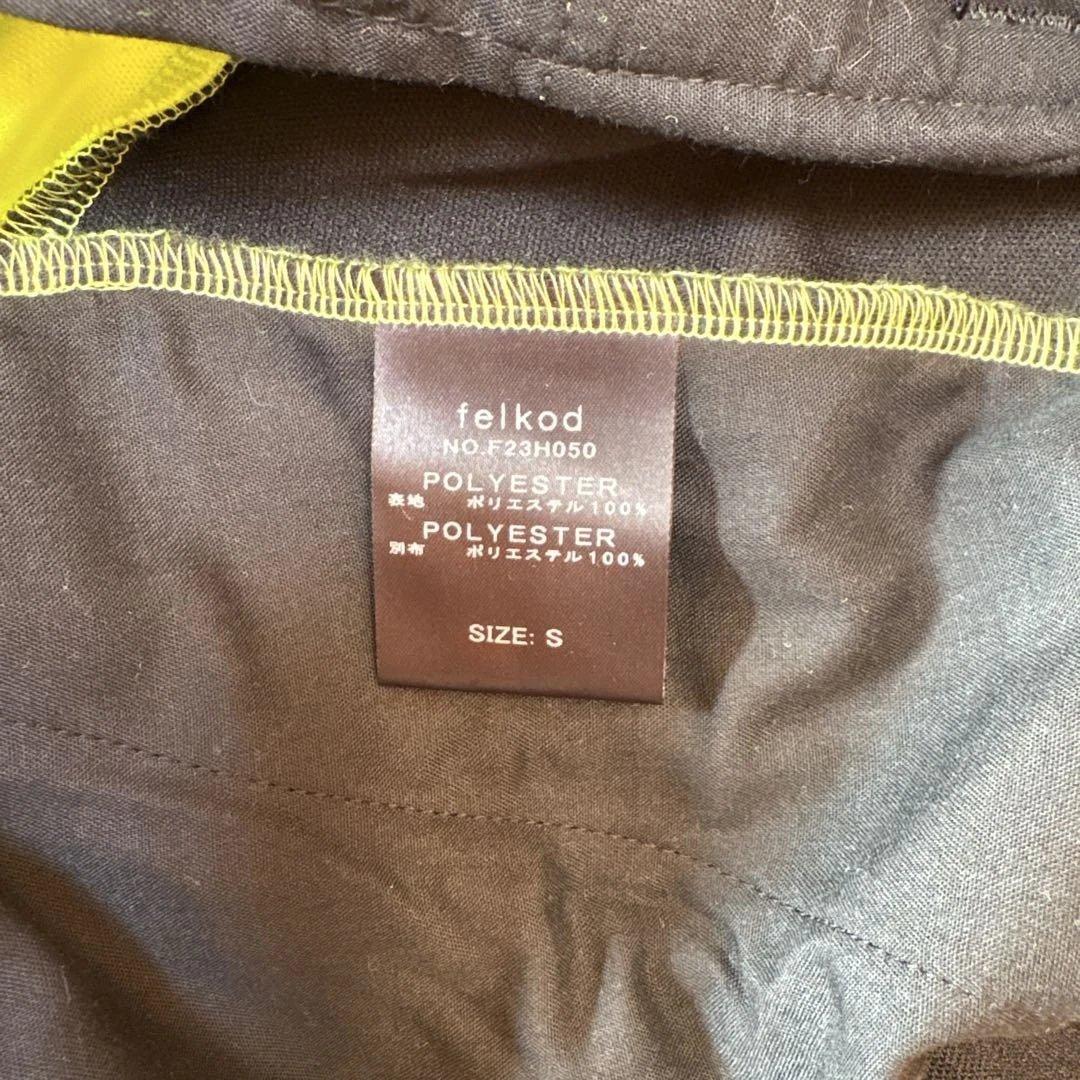 felkod
NO.F23H050
POLYESTER
表地 ポリエステル100%
POLYESTER
別布 ポリエステル100%
SIZE: S